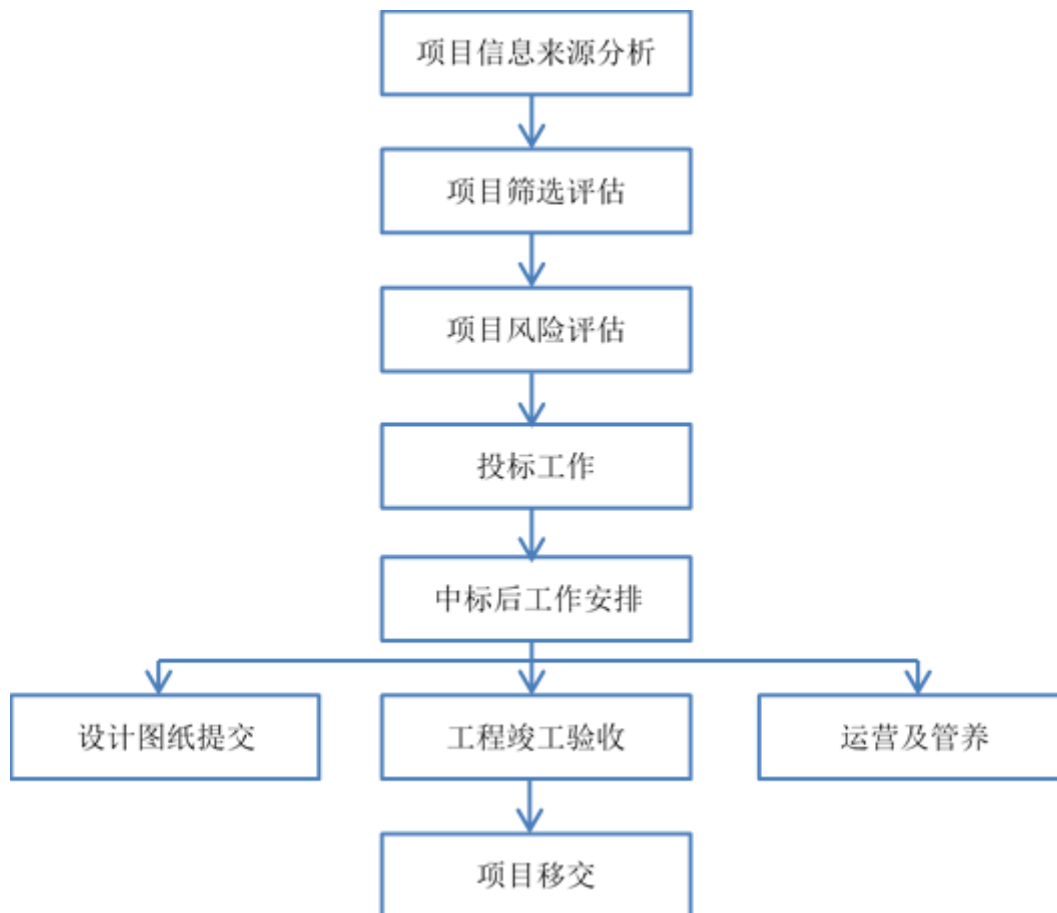 项目信息来源分析
项目筛选评估
项目风险评估
投标工作
中标后工作安排
设计图纸提交
工程竣工验收
运营及管养
项目移交